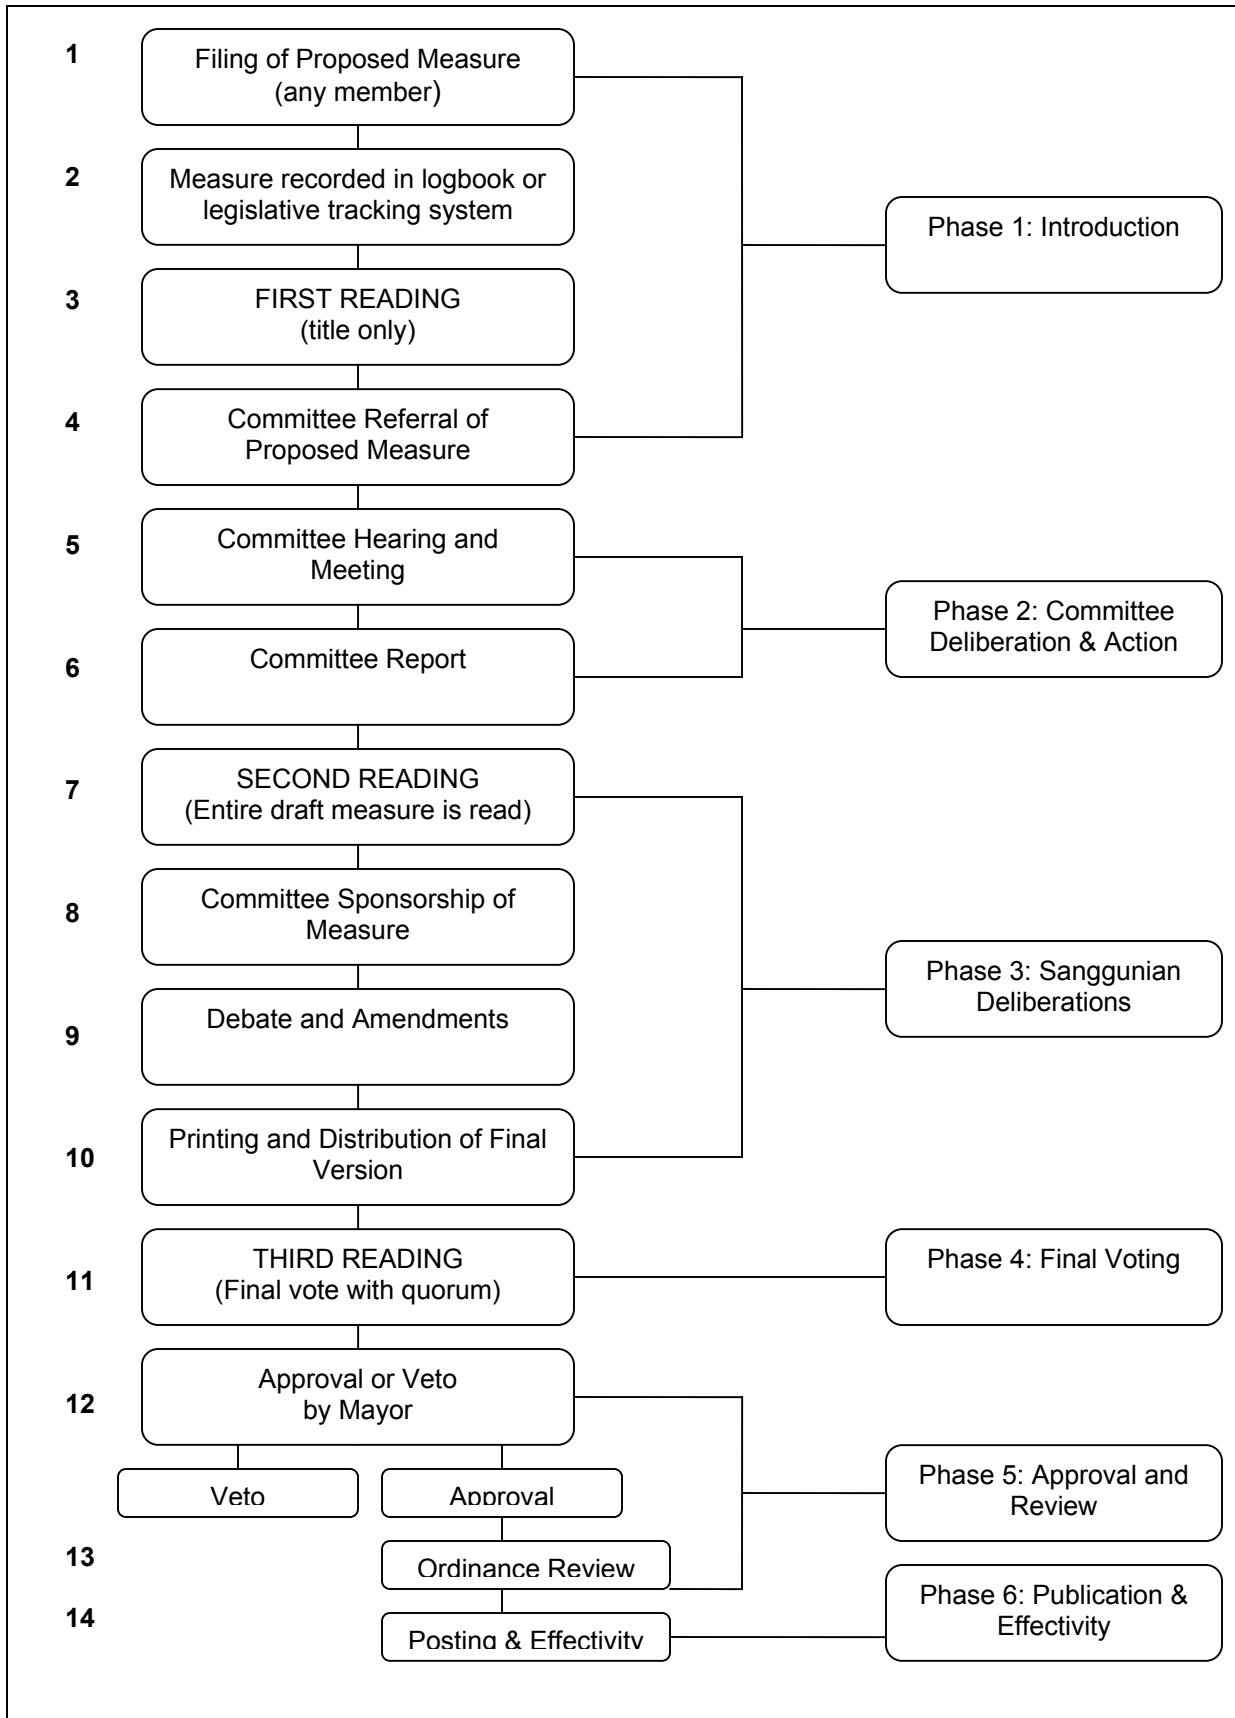 1
Filing of Proposed Measure
(any member)
2
Measure recorded in logbook or
legislative tracking system
Phase 1: Introduction
3
FIRST READING
(title only)
4
Committee Referral of
Proposed Measure
5
Committee Hearing and
Meeting
Phase 2: Committee
Deliberation & Action
6
Committee Report
7
SECOND READING
(Entire draft measure is read)
8
Committee Sponsorship of
Measure
Phase 3: Sanggunian
Deliberations
9
Debate and Amendments
10
Printing and Distribution of Final
Version
11
THIRD READING
(Final vote with quorum)
Phase 4: Final Voting
12
Approval or Veto
by Mayor
Veto
Approval
Phase 5: Approval and
Review
13
Ordinance Review
14
Posting & Effectivity
Phase 6: Publication &
Effectivity